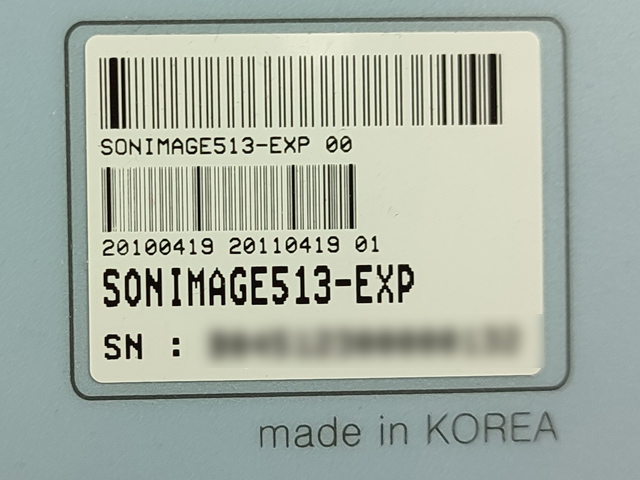 SONIMAGE513-EXP 00
20100419 20110419 01
SONIMAGE513-EXP
SN :
made in KOREA